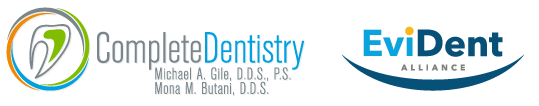 CompleteDentistry
Michael A. Gile, D.D.S., P.S.
Mona M. Butani, D.D.S.
EviDent
ALLIANCE